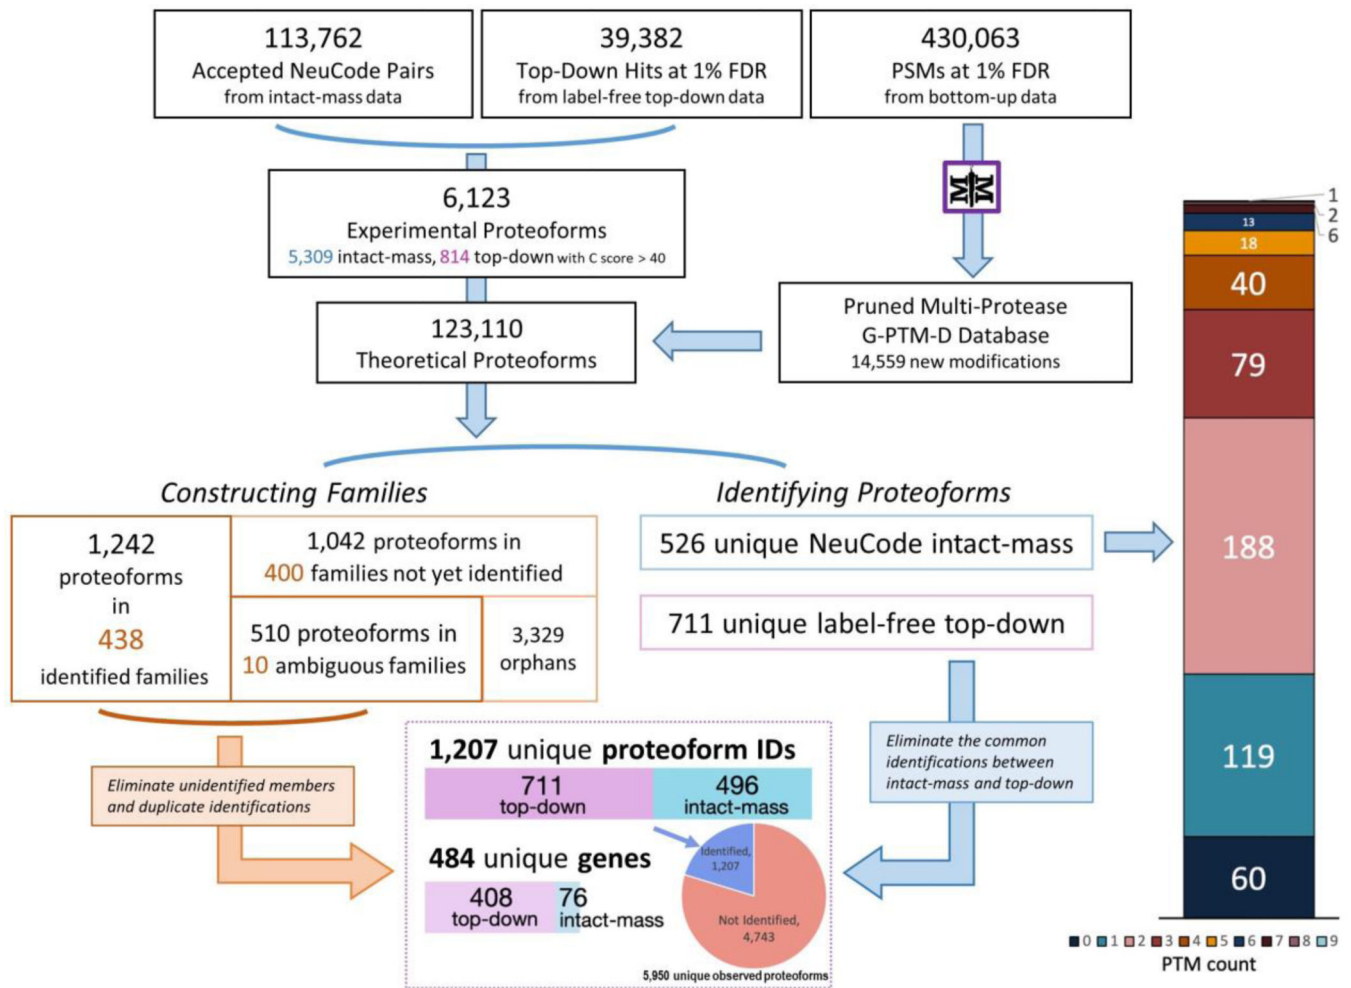 113,762
Accepted NeuCode Pairs
from intact-mass data
39,382
Top-Down Hits at 1% FDR
from label-free top-down data
430,063
PSMs at 1% FDR
from bottom-up data
6,123
Experimental Proteoforms
5,309 intact-mass, 814 top-down with C score > 40
123,110
Theoretical Proteoforms
Pruned Multi-Protease
G-PTM-D Database
14,559 new modifications
Constructing Families
1,242
proteoforms
in
438
identified families
1,042 proteoforms in
400 families not yet identified
510 proteoforms in
10 ambiguous families
3,329
orphans
Identifying Proteoforms
526 unique NeuCode intact-mass
711 unique label-free top-down
Eliminate unidentified members
and duplicate identifications
Eliminate the common
identifications between
intact-mass and top-down
1,207 unique proteoform IDs
711
top-down
496
intact-mass
484 unique genes
408
top-down
76
intact-mass
Identified,
1,207
Not Identified,
4,743
5,950 unique observed proteoforms
1
2
6
13
18
40
79
188
119
60
0 1 2 3 4 5 6 7 8 9
PTM count